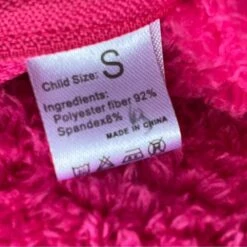 Child Size: S
Ingredients:
Polyester fiber 92%
Spandex8%
MADE IN CHINA